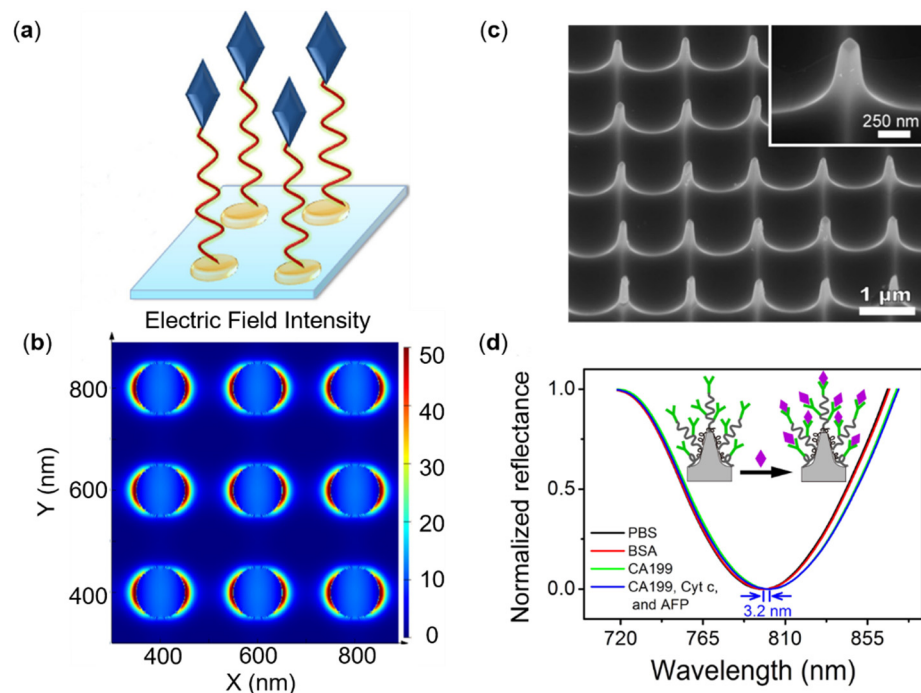 (a)
(c)
250 nm
1 µm
Electric Field Intensity
(b)
50
40
30
20
10
0
800
600
400
Y (nm)
400 600 800
X (nm)
(d)
Normalized reflectance
1.0
0.5
0.0
PBS
BSA
CA199
CA199, Cyt c,
and AFP
3.2 nm
720 765 810 855
Wavelength (nm)